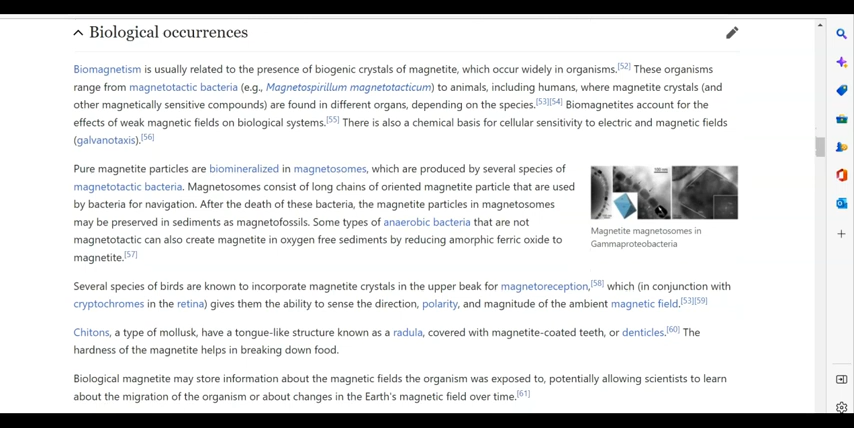 Biological occurrences
Biomagnetism is usually related to the presence of biogenic crystals of magnetite, which occur widely in organisms.[52] These organisms
range from magnetotactic bacteria (e.g., Magnetospirillum magnetotacticum) to animals, including humans, where magnetite crystals (and
other magnetically sensitive compounds) are found in different organs, depending on the species.[53][54] Biomagnetites account for the
effects of weak magnetic fields on biological systems.[55] There is also a chemical basis for cellular sensitivity to electric and magnetic fields
(galvanotaxis).[56]
Pure magnetite particles are biomineralized in magnetosomes, which are produced by several species of
magnetotactic bacteria. Magnetosomes consist of long chains of oriented magnetite particle that are used
by bacteria for navigation. After the death of these bacteria, the magnetite particles in magnetosomes
may be preserved in sediments as magnetofossils. Some types of anaerobic bacteria that are not
magnetotactic can also create magnetite in oxygen free sediments by reducing amorphic ferric oxide to
magnetite.[57]
Magnetite magnetosomes in
Gammaproteobacteria
Several species of birds are known to incorporate magnetite crystals in the upper beak for magnetoreception,[58] which (in conjunction with
cryptochromes in the retina) gives them the ability to sense the direction, polarity, and magnitude of the ambient magnetic field.[53][59]
Chitons, a type of mollusk, have a tongue-like structure known as a radula, covered with magnetite-coated teeth, or denticles.[60] The
hardness of the magnetite helps in breaking down food.
Biological magnetite may store information about the magnetic fields the organism was exposed to, potentially allowing scientists to learn
about the migration of the organism or about changes in the Earth's magnetic field over time.[61]